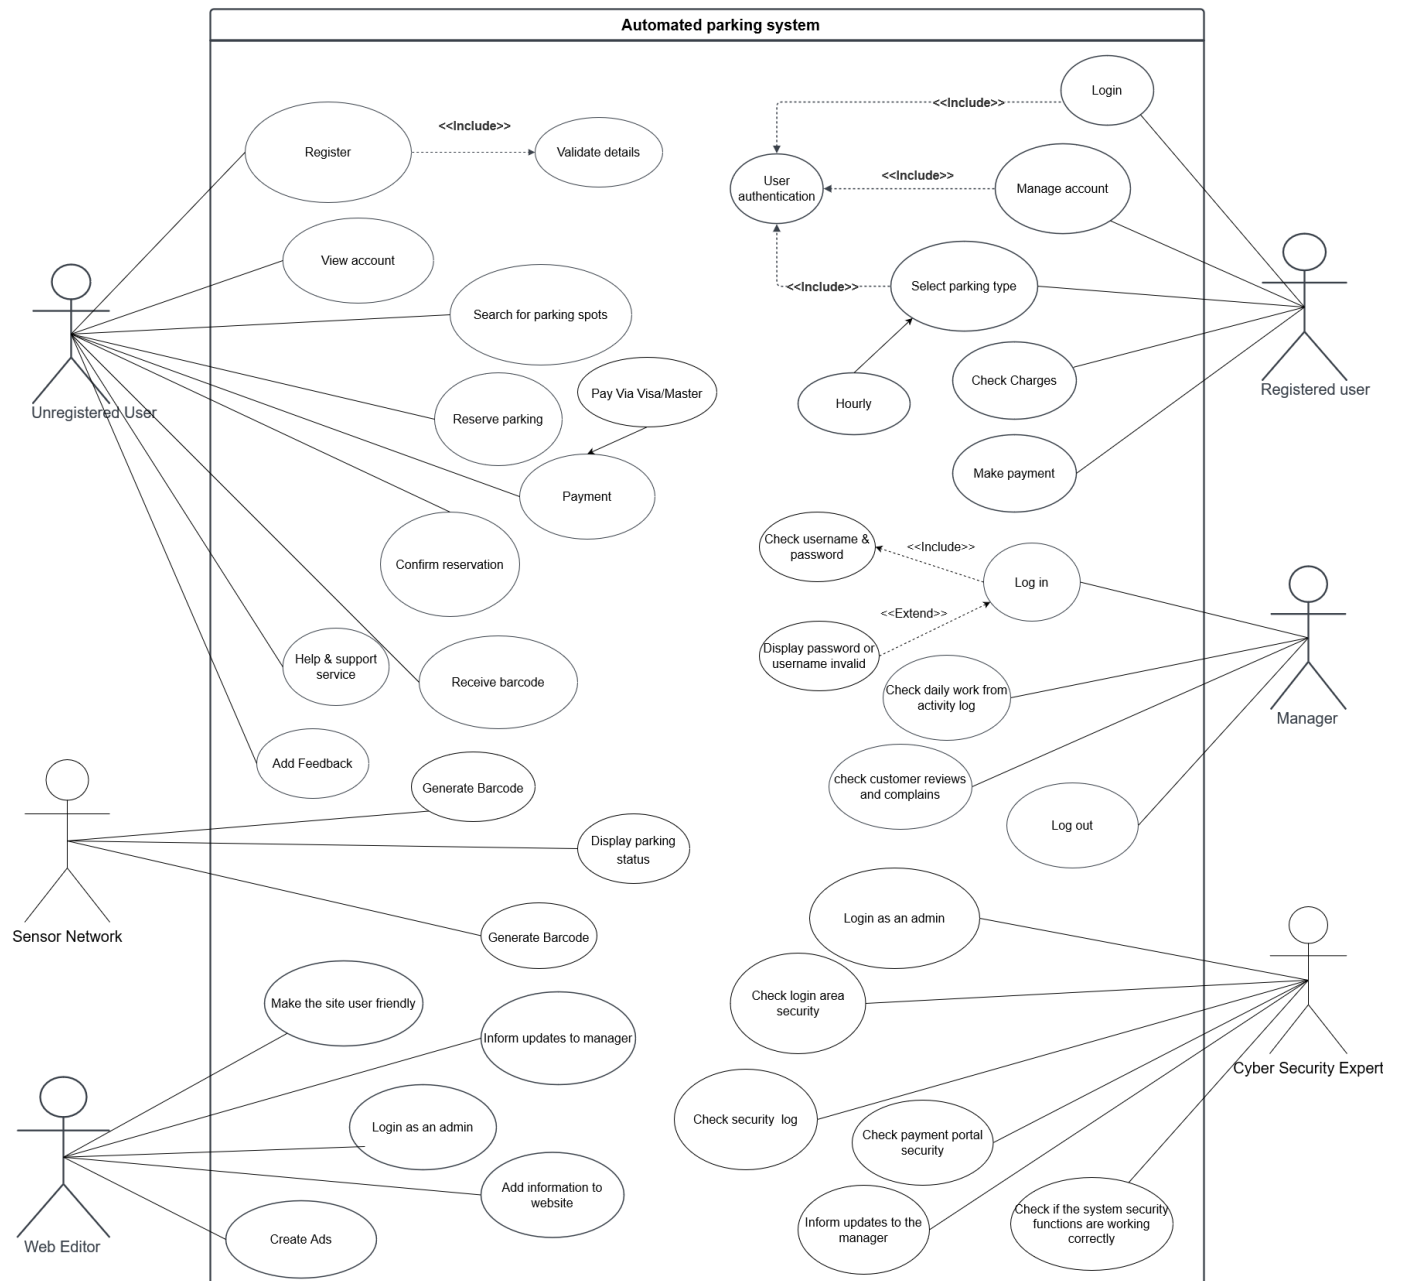 Automated parking system
Login
<<Include>>
<<Include>>
Register
Validate details
User
authentication
<<Include>>
Manage account
View account
Search for parking spots
<<Include>>
Select parking type
Registered user
Check Charges
Pay Via Visa/Master
Hourly
Unregistered User
Reserve parking
Make payment
Payment
Check username &
password
<<Include>>
Confirm reservation
Log in
<<Extend>>
Display password or
username invalid
Help & support
service
Receive barcode
Check daily work from
activity log
Manager
Add Feedback
Generate Barcode
check customer reviews
and complains
Log out
Display parking
status
Login as an admin
Sensor Network
Generate Barcode
Make the site user friendly
Check login area
security
Inform updates to manager
Cyber Security Expert
Check security log
Login as an admin
Check payment portal
security
Add information to
website
Inform updates to the
manager
Check if the system security
functions are working
correctly
Create Ads
Web Editor